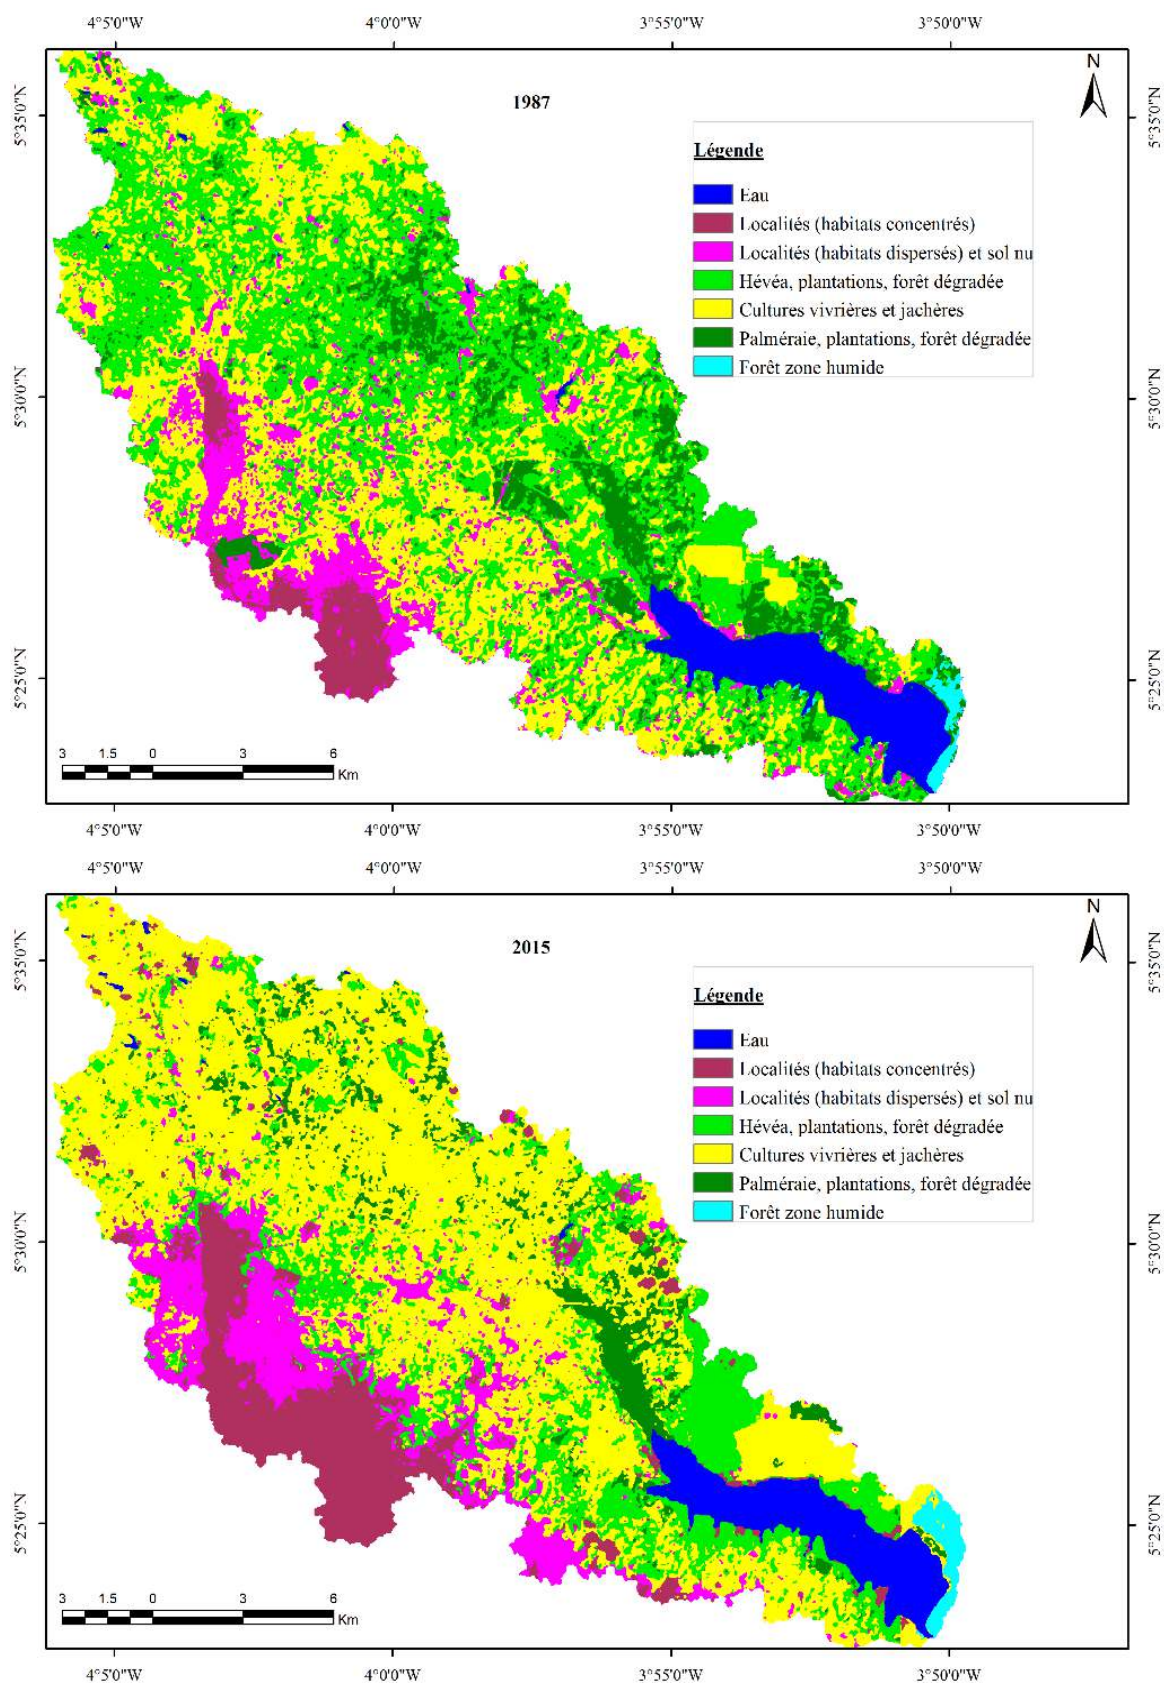 4°5'0"W 4°0'0"W 3°55'0"W 3°50'0"W
N
1987
5°35'0"N 5°35'0"N
Légende
Eau
Localités (habitats concentrés)
Localités (habitats dispersés) et sol nu
Hévéa, plantations, forêt dégradée
Cultures vivrières et jachères
Palméraie, plantations, forêt dégradée
Forêt zone humide
5°30'0"N 5°30'0"N
5°25'0"N 5°25'0"N
3 1.5 0 3 6
Km
4°5'0"W 4°0'0"W 3°55'0"W 3°50'0"W
4°5'0"W 4°0'0"W 3°55'0"W 3°50'0"W
N
2015
5°35'0"N 5°35'0"N
Légende
Eau
Localités (habitats concentrés)
Localités (habitats dispersés) et sol nu
Hévéa, plantations, forêt dégradée
Cultures vivrières et jachères
Palméraie, plantations, forêt dégradée
Forêt zone humide
5°30'0"N 5°30'0"N
5°25'0"N 5°25'0"N
3 1.5 0 3 6
Km
4°5'0"W 4°0'0"W 3°55'0"W 3°50'0"W